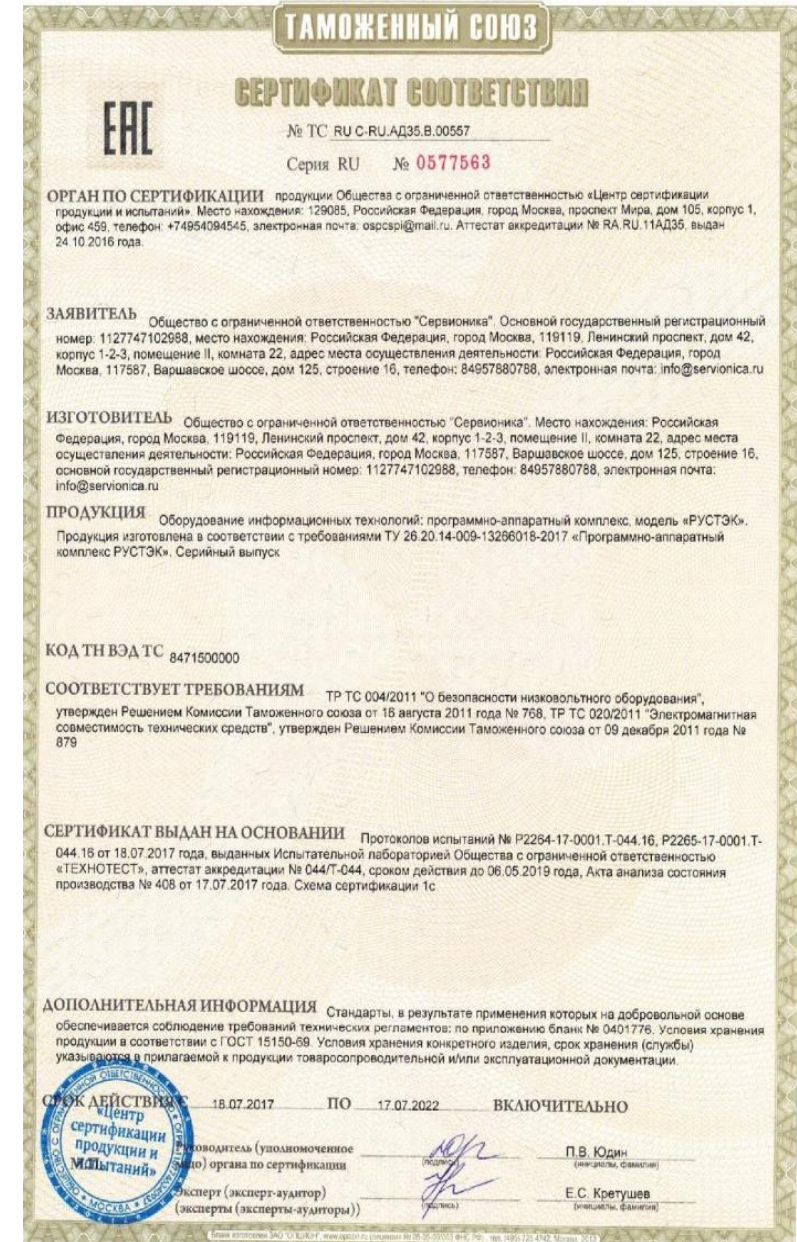 ТАМОЖЕННЫЙ СОЮЗ
СЕРТИФИКАТ СООТВЕТСТВИЯ
ЕАС
№ ТС RU C-RU.АД35.В.00557
Серия RU № 0577563
ОРГАН ПО СЕРТИФИКАЦИИ продукции Общества с ограниченной ответственностью «Центр сертификации
продукции и испытаний». Место нахождения: 129085, Российская Федерация, город Москва, проспект Мира, дом 105, корпус 1,
офис 459, телефон: +74954094545, электронная почта: ospcspi@mail.ru. Аттестат аккредитации № RA.RU.11АД35, выдан
24.10.2016 года.
ЗАЯВИТЕЛЬ Общество с ограниченной ответственностью "Сервионика". Основной государственный регистрационный
номер: 1127747102988, место нахождения: Российская Федерация, город Москва, 119119, Ленинский проспект, дом 42,
корпус 1-2-3, помещение II, комната 22, адрес места осуществления деятельности: Российская Федерация, город
Москва, 117587, Варшавское шоссе, дом 125, строение 16, телефон: 84957880788, электронная почта: info@servionica.ru
ИЗГОТОВИТЕЛЬ Общество с ограниченной ответственностью "Сервионика". Место нахождения: Российская
Федерация, город Москва, 119119, Ленинский проспект, дом 42, корпус 1-2-3, помещение II, комната 22, адрес места
осуществления деятельности: Российская Федерация, город Москва, 117587, Варшавское шоссе, дом 125, строение 16,
основной государственный регистрационный номер: 1127747102988, телефон: 84957880788, электронная почта:
info@servionica.ru
ПРОДУКЦИЯ Оборудование информационных технологий: программно-аппаратный комплекс, модель «РУСТЭК».
Продукция изготовлена в соответствии с требованиями ТУ 26.20.14-009-13266018-2017 «Программно-аппаратный
комплекс РУСТЭК». Серийный выпуск
КОД ТН ВЭД ТС 8471500000
СООТВЕТСТВУЕТ ТРЕБОВАНИЯМ ТР ТС 004/2011 "О безопасности низковольтного оборудования",
утвержден Решением Комиссии Таможенного союза от 16 августа 2011 года № 768, ТР ТС 020/2011 "Электромагнитная
совместимость технических средств", утвержден Решением Комиссии Таможенного союза от 09 декабря 2011 года №
879
СЕРТИФИКАТ ВЫДАН НА ОСНОВАНИИ Протоколов испытаний № Р2264-17-0001.Т-044.16, Р2265-17-0001.Т-
044.16 от 18.07.2017 года, выданных Испытательной лабораторией Общества с ограниченной ответственностью
«ТЕХНОТЕСТ», аттестат аккредитации № 044/Т-044, сроком действия до 06.05.2019 года, Акта анализа состояния
производства № 408 от 17.07.2017 года. Схема сертификации 1с
ДОПОЛНИТЕЛЬНАЯ ИНФОРМАЦИЯ Стандарты, в результате применения которых на добровольной основе
обеспечивается соблюдение требований технических регламентов: по приложению бланк № 0401776. Условия хранения
продукции в соответствии с ГОСТ 15150-69. Условия хранения конкретного изделия, срок хранения (службы)
указываются в прилагаемой к продукции товаросопроводительной и/или эксплуатационной документации.
СРОК ДЕЙСТВИЯ С 18.07.2017 ПО 17.07.2022 ВКЛЮЧИТЕЛЬНО
«Центр
сертификации
продукции и
испытаний»
МОСКВА
М.П.
Руководитель (уполномоченное
лицо) органа по сертификации
(подпись)
П.В. Юдин
(инициалы, фамилия)
Эксперт (эксперт-аудитор)
(эксперты (эксперты-аудиторы))
(подпись)
Е.С. Кретушев
(инициалы, фамилия)